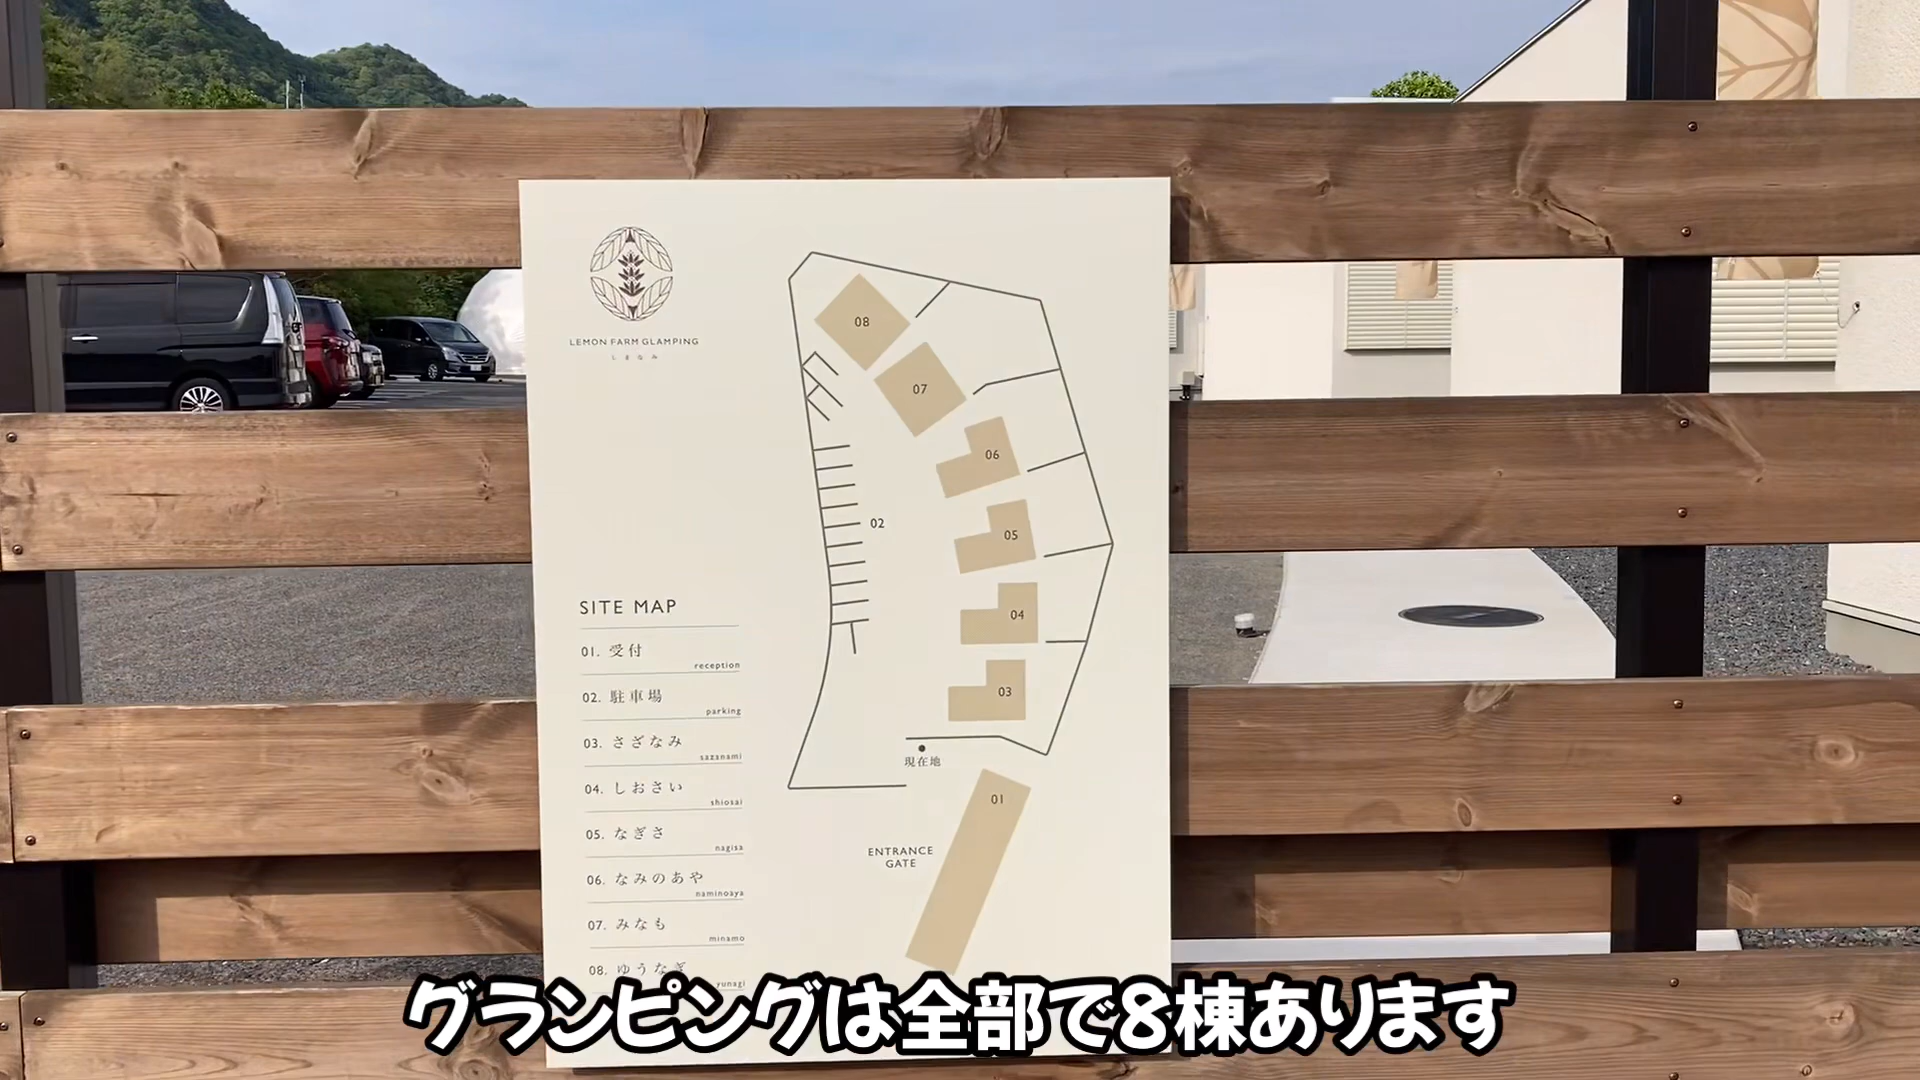 LEMON FARM GLAMPING
しまなみ
08
07
06
05
02
04
03
現在地
01
ENTRANCE
GATE
SITE MAP
01. 受付
reception
02. 駐車場
parking
03. さざなみ
sazanami
04. しおさい
shiosai
05. なぎさ
nagisa
06. なみのあや
naminoaya
07. みなも
minamo
08. ゆうなぎ
yunagi
グランピングは全部で8棟あります